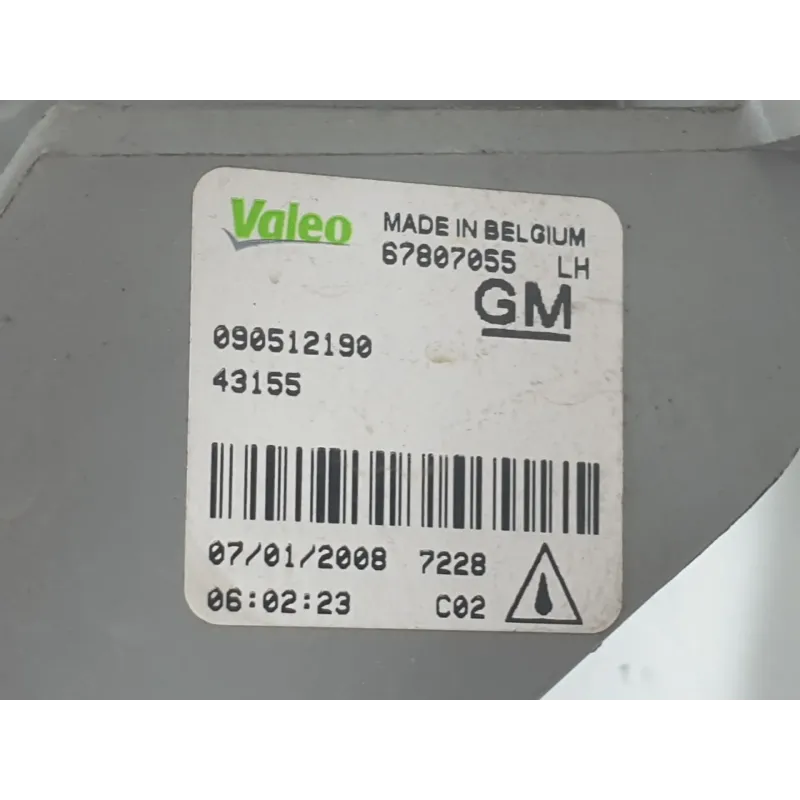 Valeo MADE IN BELGIUM
67807055 LH
GM
090512190
43155
07/01/2008 7228
06:02:23 C02